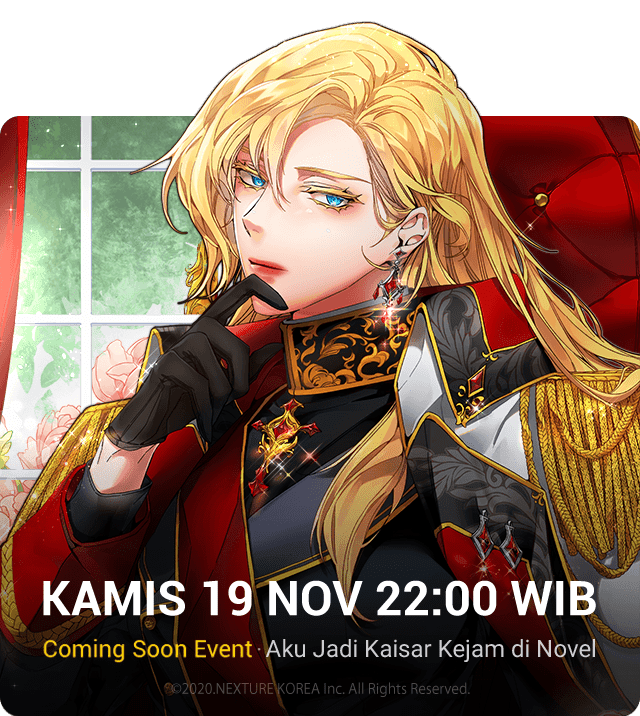 KAMIS 19 NOV 22:00 WIB
Coming Soon Event · Aku Jadi Kaisar Kejam di Novel
©2020.NEXTURE KOREA Inc. All Rights Reserved.